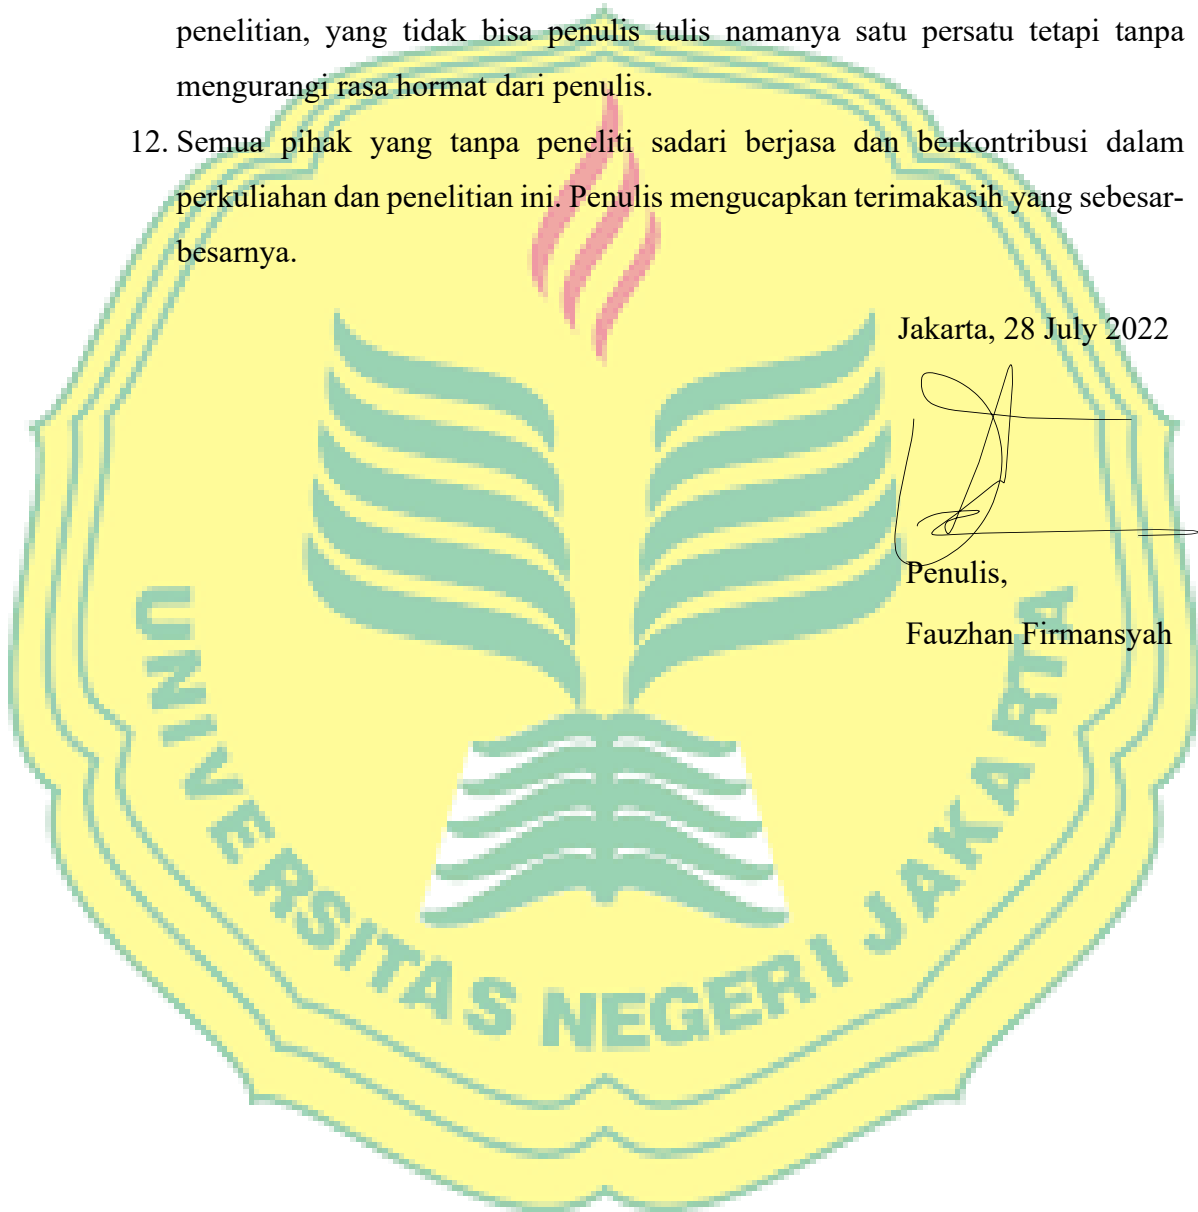 penelitian, yang tidak bisa penulis tulis namanya satu persatu tetapi tanpa
mengurangi rasa hormat dari penulis.
12. Semua pihak yang tanpa peneliti sadari berjasa dan berkontribusi dalam
perkuliahan dan penelitian ini. Penulis mengucapkan terimakasih yang sebesar-
besarnya.
Jakarta, 28 July 2022
Penulis,
Fauzhan Firmansyah
UNIVERSITAS NEGERI JAKARTA